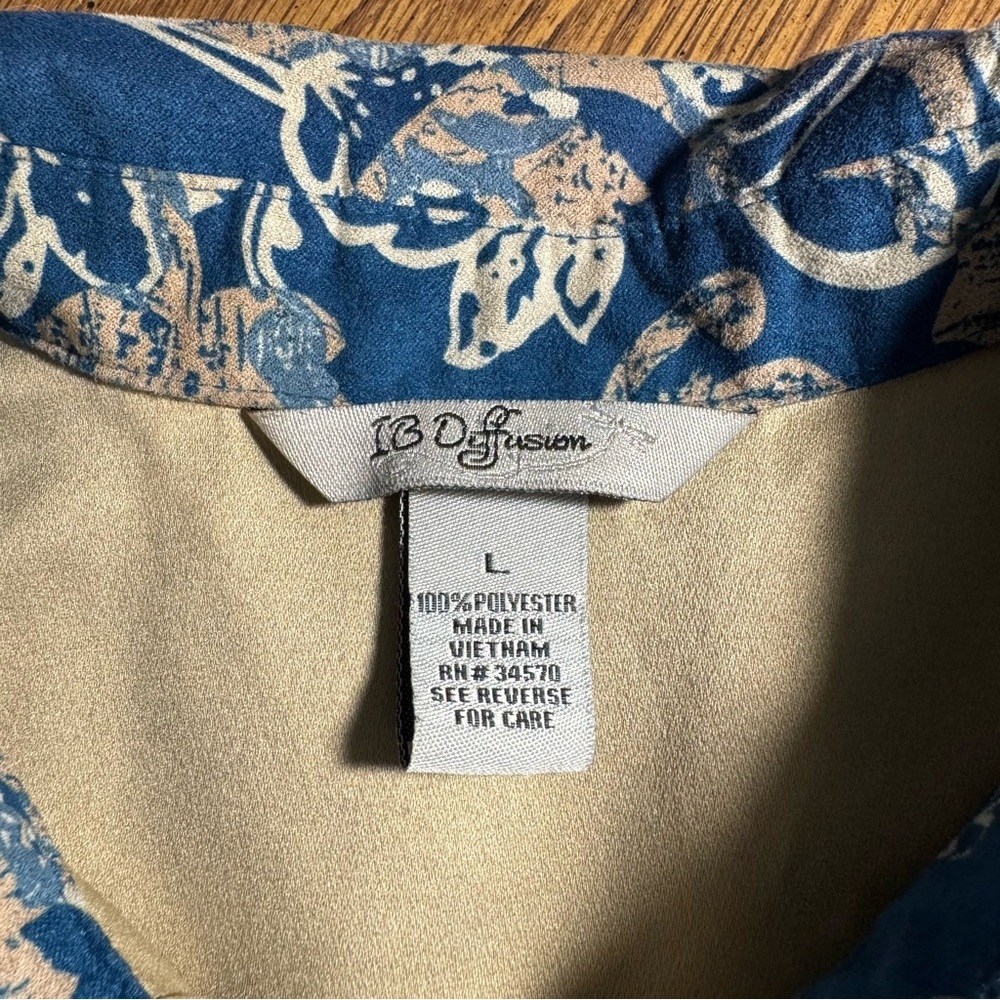 IB Diffusion
L
100% POLYESTER
MADE IN
VIETNAM
RN# 34570
SEE REVERSE
FOR CARE